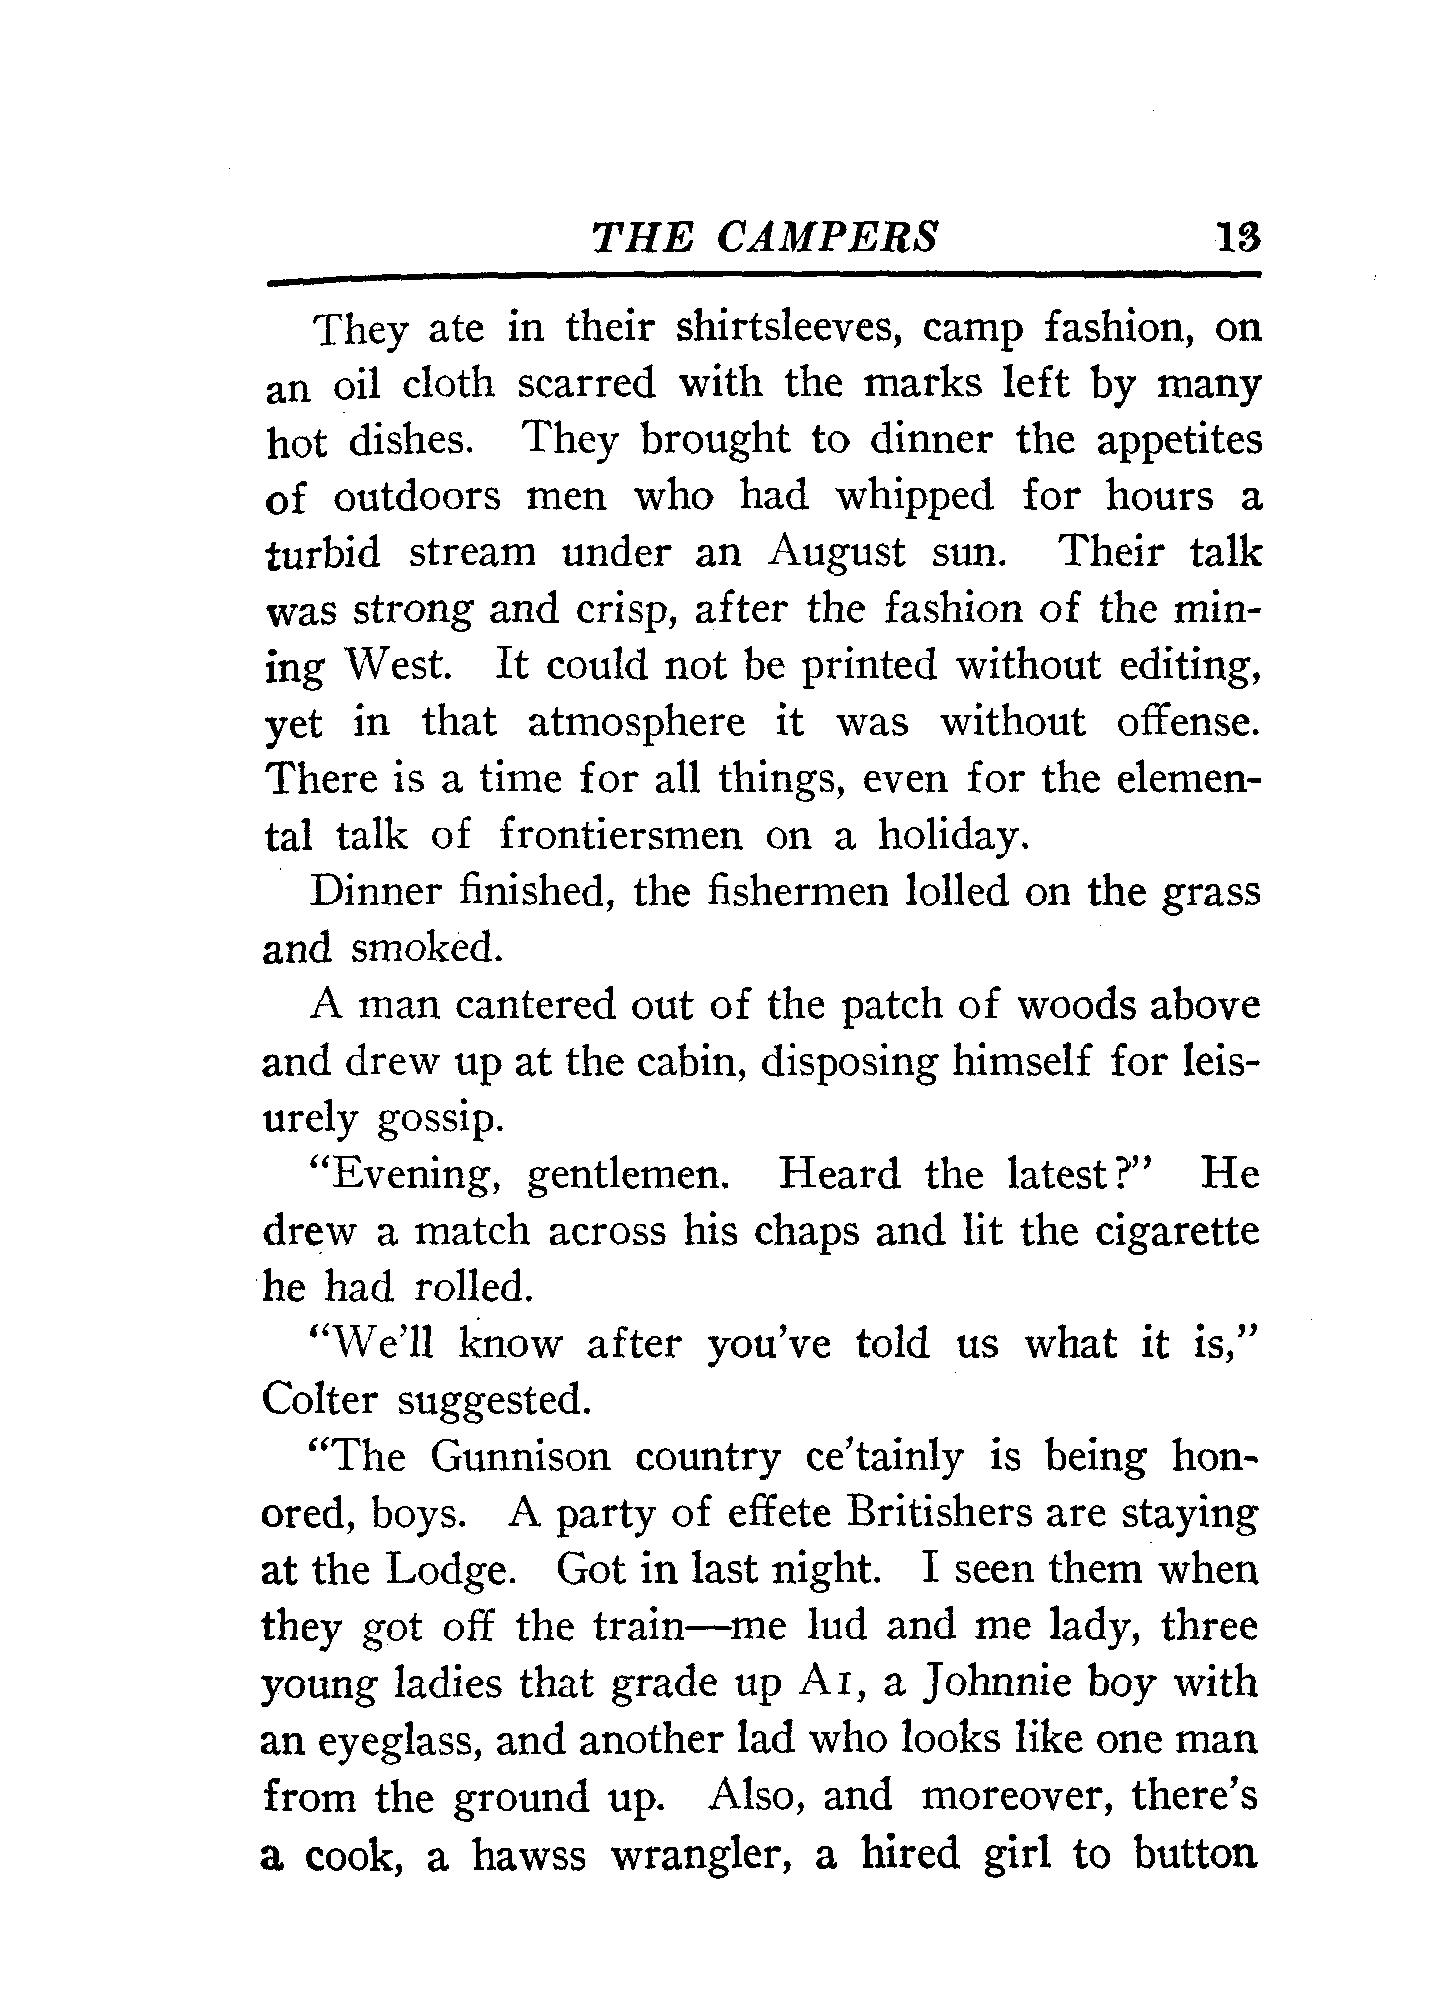 THE CAMPERS 13
They ate in their shirtsleeves, camp fashion, on
an oil cloth scarred with the marks left by many
hot dishes. They brought to dinner the appetites
of outdoors men who had whipped for hours a
turbid stream under an August sun. Their talk
was strong and crisp, after the fashion of the min-
ing West. It could not be printed without editing,
yet in that atmosphere it was without offense.
There is a time for all things, even for the elemen-
tal talk of frontiersmen on a holiday.
Dinner finished, the fishermen lolled on the grass
and smoked.
A man cantered out of the patch of woods above
and drew up at the cabin, disposing himself for leis-
urely gossip.
“Evening, gentlemen. Heard the latest?” He
drew a match across his chaps and lit the cigarette
he had rolled.
“We’ll know after you’ve told us what it is,”
Colter suggested.
“The Gunnison country ce’tainly is being hon-
ored, boys. A party of effete Britishers are staying
at the Lodge. Got in last night. I seen them when
they got off the train—me lud and me lady, three
young ladies that grade up A1, a Johnnie boy with
an eyeglass, and another lad who looks like one man
from the ground up. Also, and moreover, there’s
a cook, a hawss wrangler, a hired girl to button